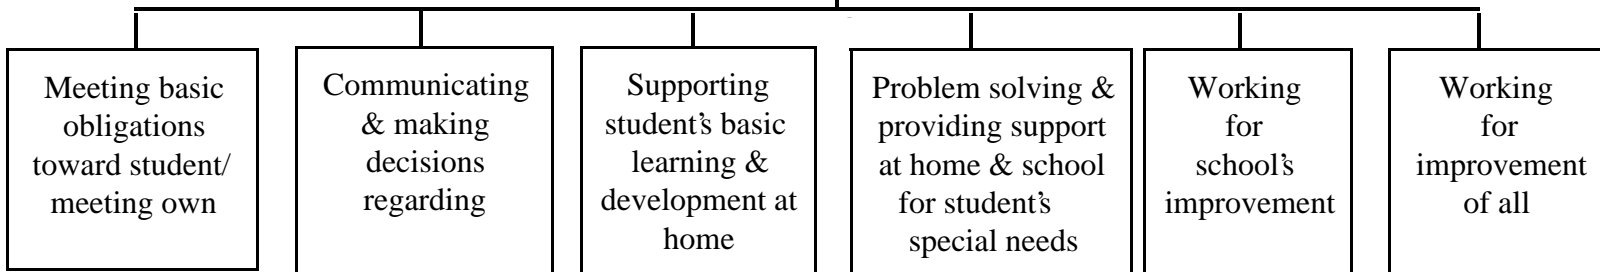 Meeting basic
obligations
toward student/
meeting own
Communicating
& making
decisions
regarding
Supporting
student's basic
learning &
development at
home
Problem solving &
providing support
at home & school
for student's
special needs
Working
for
school's
improvement
Working
for
improvement
of all